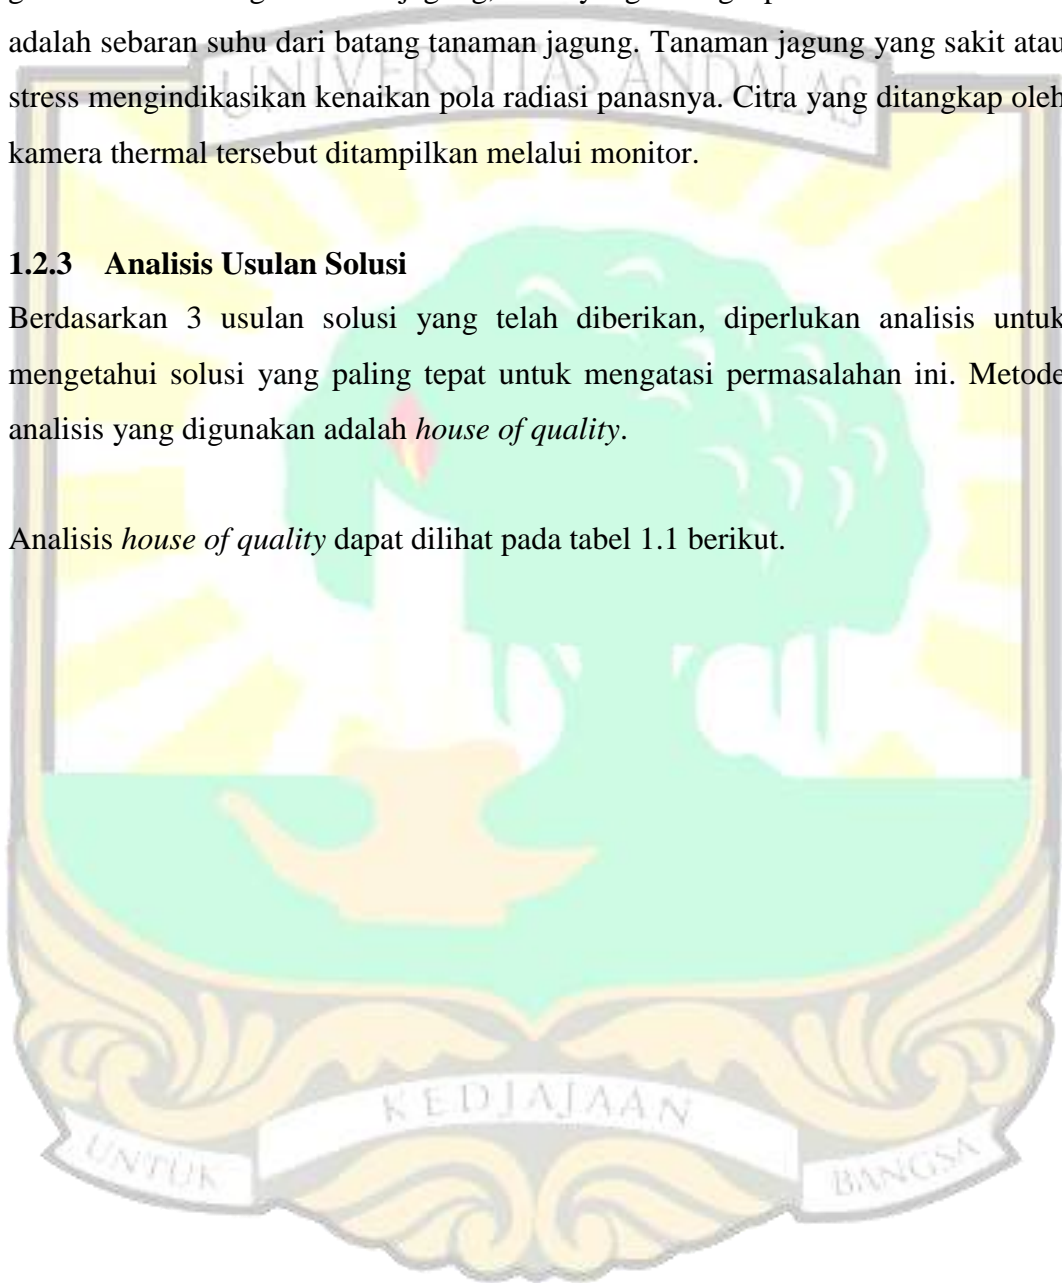 adalah sebaran suhu dari batang tanaman jagung. Tanaman jagung yang sakit atau
UNIVERSITAS ANDALAS
stress mengindikasikan kenaikan pola radiasi panasnya. Citra yang ditangkap oleh
kamera thermal tersebut ditampilkan melalui monitor.
1.2.3 Analisis Usulan Solusi
Berdasarkan 3 usulan solusi yang telah diberikan, diperlukan analisis untuk
mengetahui solusi yang paling tepat untuk mengatasi permasalahan ini. Metode
analisis yang digunakan adalah house of quality.
Analisis house of quality dapat dilihat pada tabel 1.1 berikut.
UNTUK KEDJAJAAN BANGSA